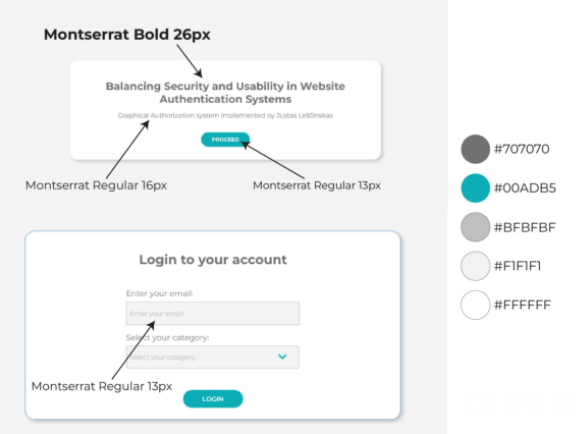 Montserrat Bold 26px
Balancing Security and Usability in Website
Authentication Systems
Graphical Authorization system implemented by Justas Leščinskas
PROCEED
Montserrat Regular 16px
Montserrat Regular 13px
Login to your account
Enter your email:
Enter your email
Select your category:
Select your category
Montserrat Regular 13px
LOGIN
#707070
#00ADB5
#BFBFBF
#F1F1F1
#FFFFFF